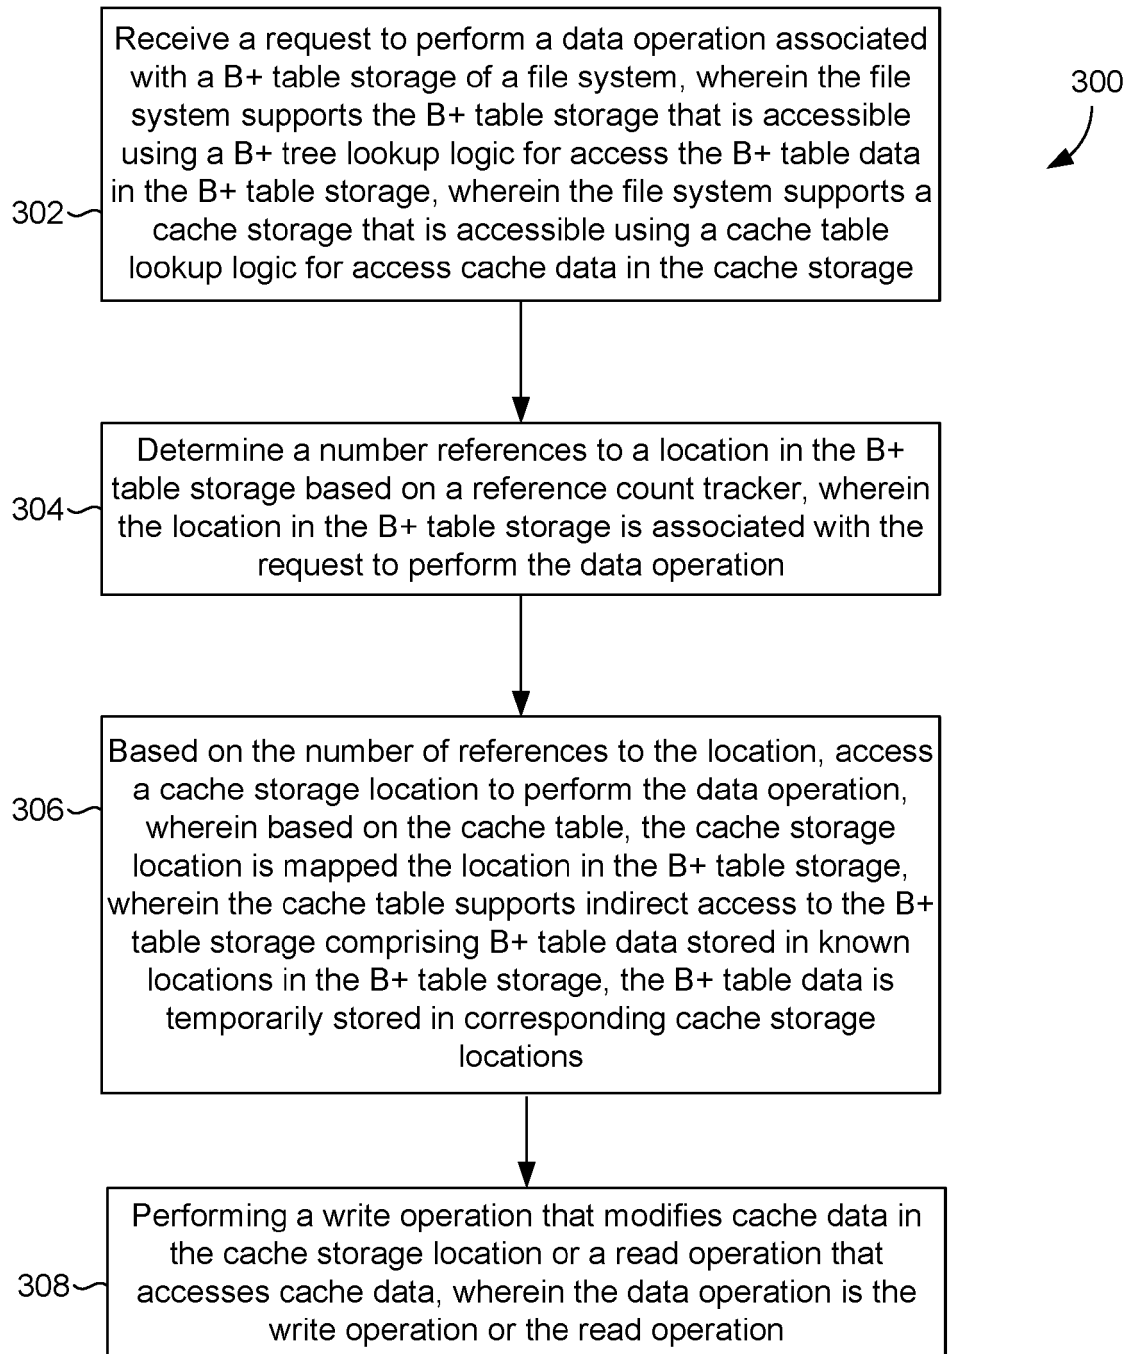 Receive a request to perform a data operation associated
with a B+ table storage of a file system, wherein the file
system supports the B+ table storage that is accessible
using a B+ tree lookup logic for access the B+ table data
in the B+ table storage, wherein the file system supports a
cache storage that is accessible using a cache table
lookup logic for access cache data in the cache storage
300
302
Determine a number references to a location in the B+
table storage based on a reference count tracker, wherein
the location in the B+ table storage is associated with the
request to perform the data operation
304
Based on the number of references to the location, access
a cache storage location to perform the data operation,
wherein based on the cache table, the cache storage
location is mapped the location in the B+ table storage,
wherein the cache table supports indirect access to the B+
table storage comprising B+ table data stored in known
locations in the B+ table storage, the B+ table data is
temporarily stored in corresponding cache storage
locations
306
Performing a write operation that modifies cache data in
the cache storage location or a read operation that
accesses cache data, wherein the data operation is the
write operation or the read operation
308